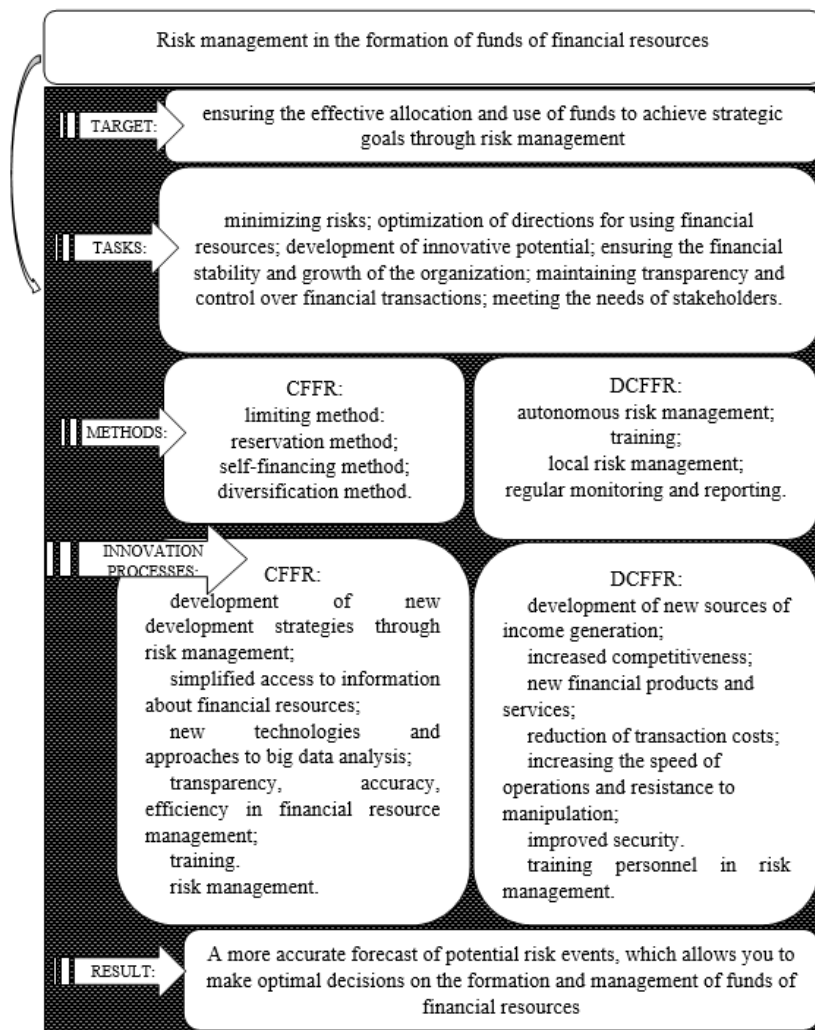 Risk management in the formation of funds of financial resources
TARGET:
ensuring the effective allocation and use of funds to achieve strategic
goals through risk management
TASKS:
minimizing risks; optimization of directions for using financial
resources; development of innovative potential; ensuring the financial
stability and growth of the organization; maintaining transparency and
control over financial transactions; meeting the needs of stakeholders.
METHODS:
CFFR:
limiting method:
reservation method;
self-financing method;
diversification method.
DCFFR:
autonomous risk management;
training;
local risk management;
regular monitoring and reporting.
INNOVATION
PROCESSES:
CFFR:
development of new
development strategies through
risk management;
simplified access to information
about financial resources;
new technologies and
approaches to big data analysis;
transparency, accuracy,
efficiency in financial resource
management;
training.
risk management.
DCFFR:
development of new sources of
income generation;
increased competitiveness;
new financial products and
services;
reduction of transaction costs;
increasing the speed of
operations and resistance to
manipulation;
improved security.
training personnel in risk
management.
RESULT:
A more accurate forecast of potential risk events, which allows you to
make optimal decisions on the formation and management of funds of
financial resources